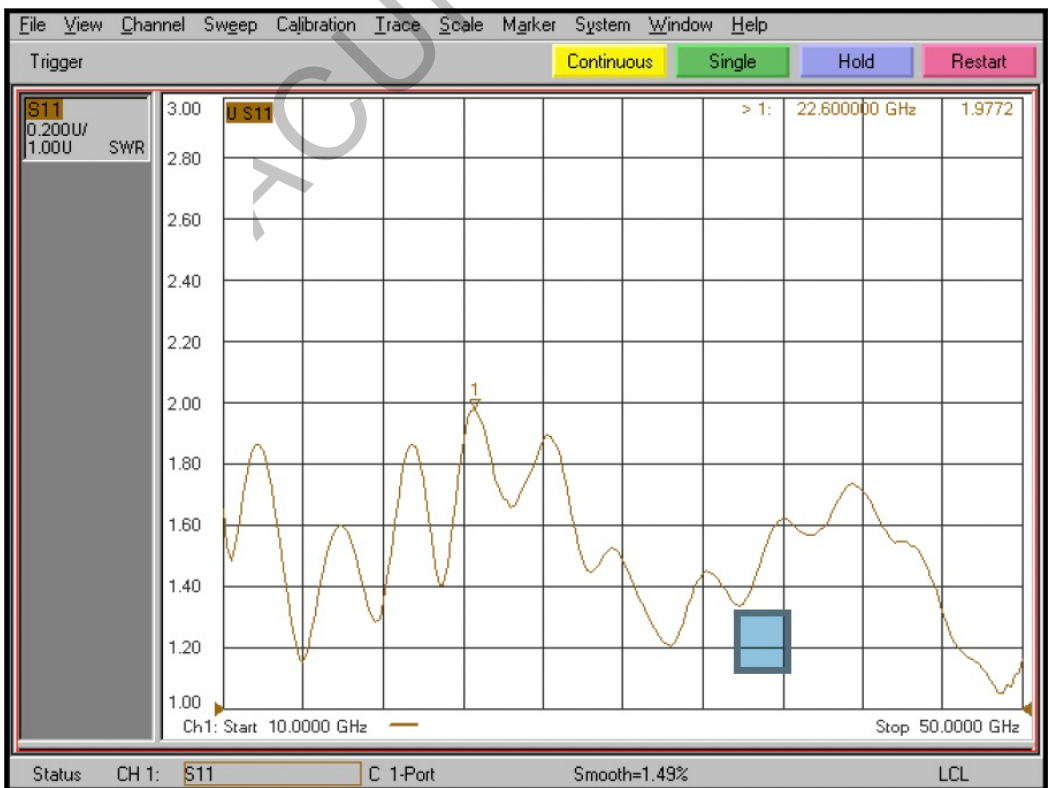 File View Channel Sweep Calibration Trace Scale Marker System Window Help
Trigger Continuous Single Hold Restart
S11
0.200U/
1.00U SWR
3.00
U S11
> 1: 22.600000 GHz 1.9772
2.80
2.60
2.40
2.20
1
2.00
1.80
1.60
1.40
1.20
1.00
Ch1: Start 10.0000 GHz
Stop 50.0000 GHz
Status CH 1: S11 C 1-Port Smooth=1.49% LCL